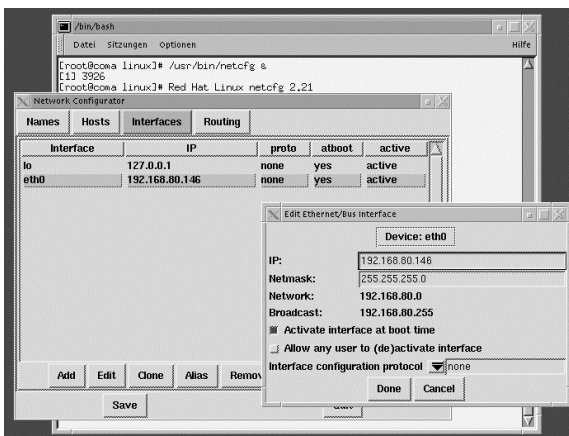 /bin/bash
Datei Sitzungen Optionen Hilfe
[root@coma linux]# /usr/bin/netcfg &
[1] 3926
[root@coma linux]# Red Hat Linux netcfg 2.21
Network Configurator
Names Hosts Interfaces Routing
Interface IP proto atboot active
lo 127.0.0.1 none yes active
eth0 192.168.80.146 none yes active
Edit Ethernet/Bus Interface
Device: eth0
IP: 192.168.80.146
Netmask: 255.255.255.0
Network: 192.168.80.0
Broadcast: 192.168.80.255
Activate interface at boot time
Allow any user to (de)activate interface
Interface configuration protocol none
Done Cancel
Add Edit Clone Alias Remov
Save